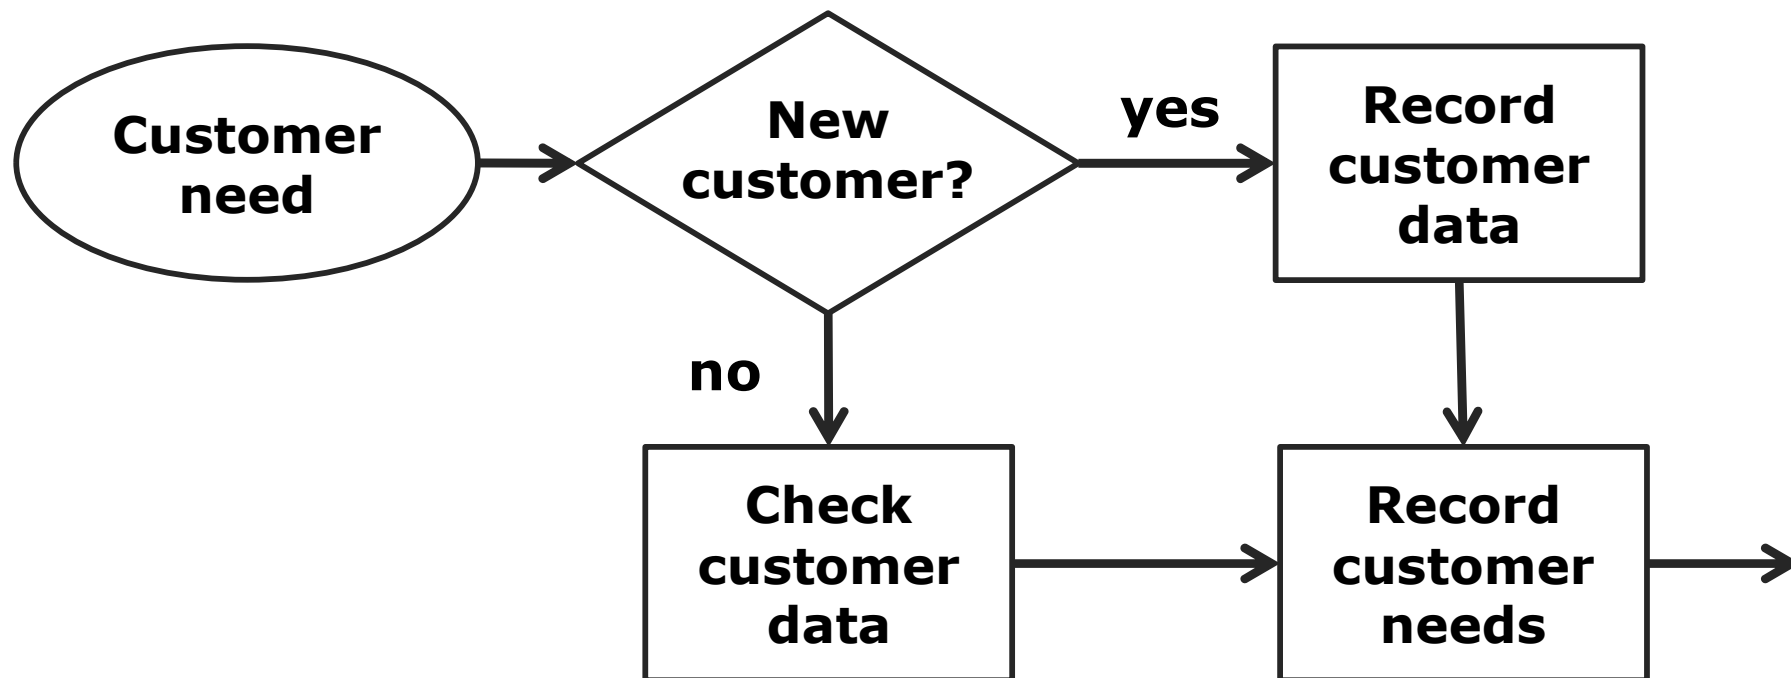 Customer
need
New
customer?
yes
Record
customer
data
no
Check
customer
data
Record
customer
needs